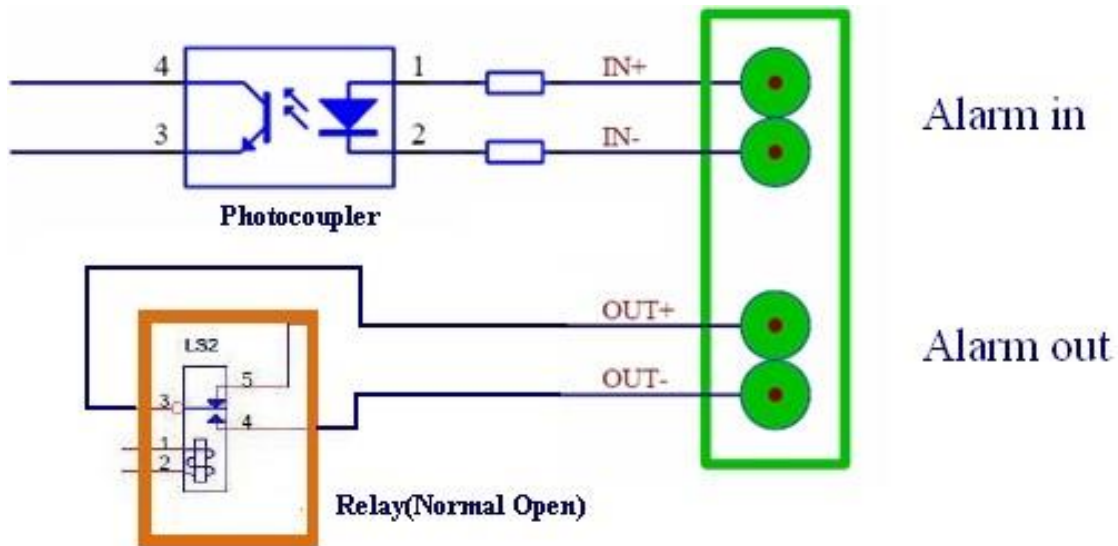 4 1 IN+
Alarm in
3 2 IN-
Photocoupler
OUT+
LS2
Alarm out
5 OUT-
3 4
1
2
Relay(Normal Open)